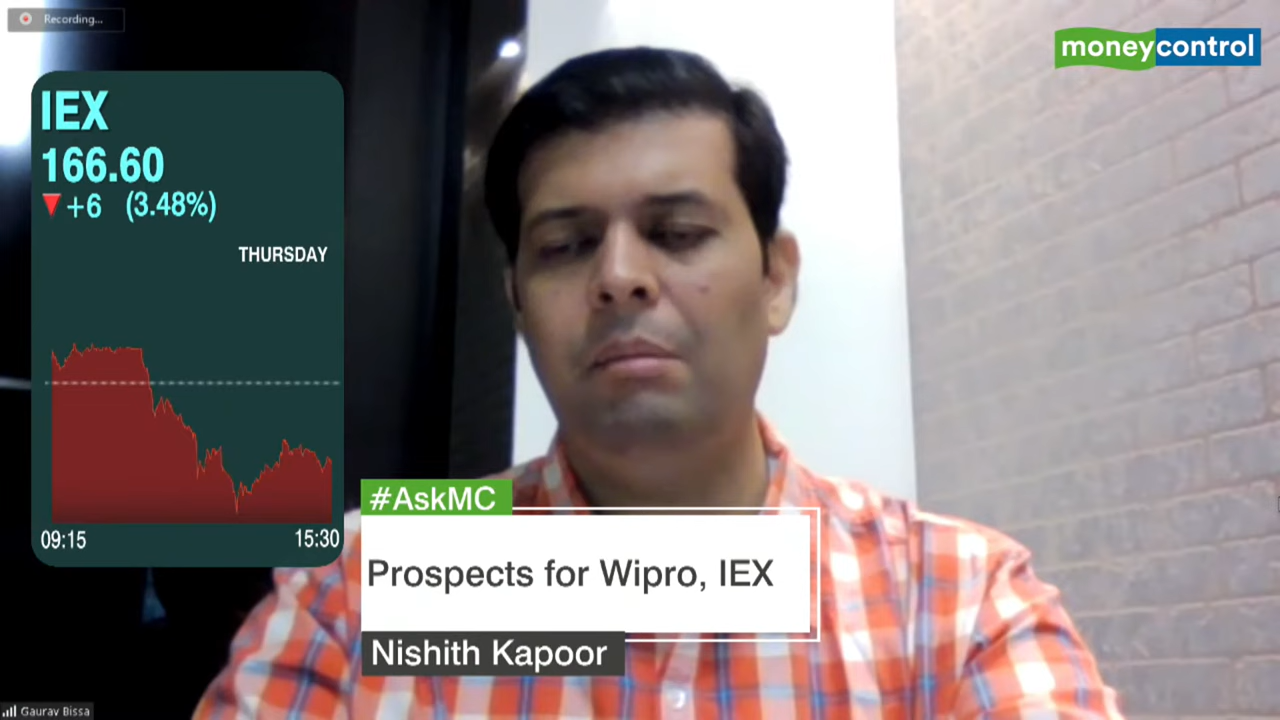 Recording...
moneycontrol
IEX
166.60
▼+6 (3.48%)
THURSDAY
09:15 15:30
#AskMC
Prospects for Wipro, IEX
Nishith Kapoor
Gaurav Bissa